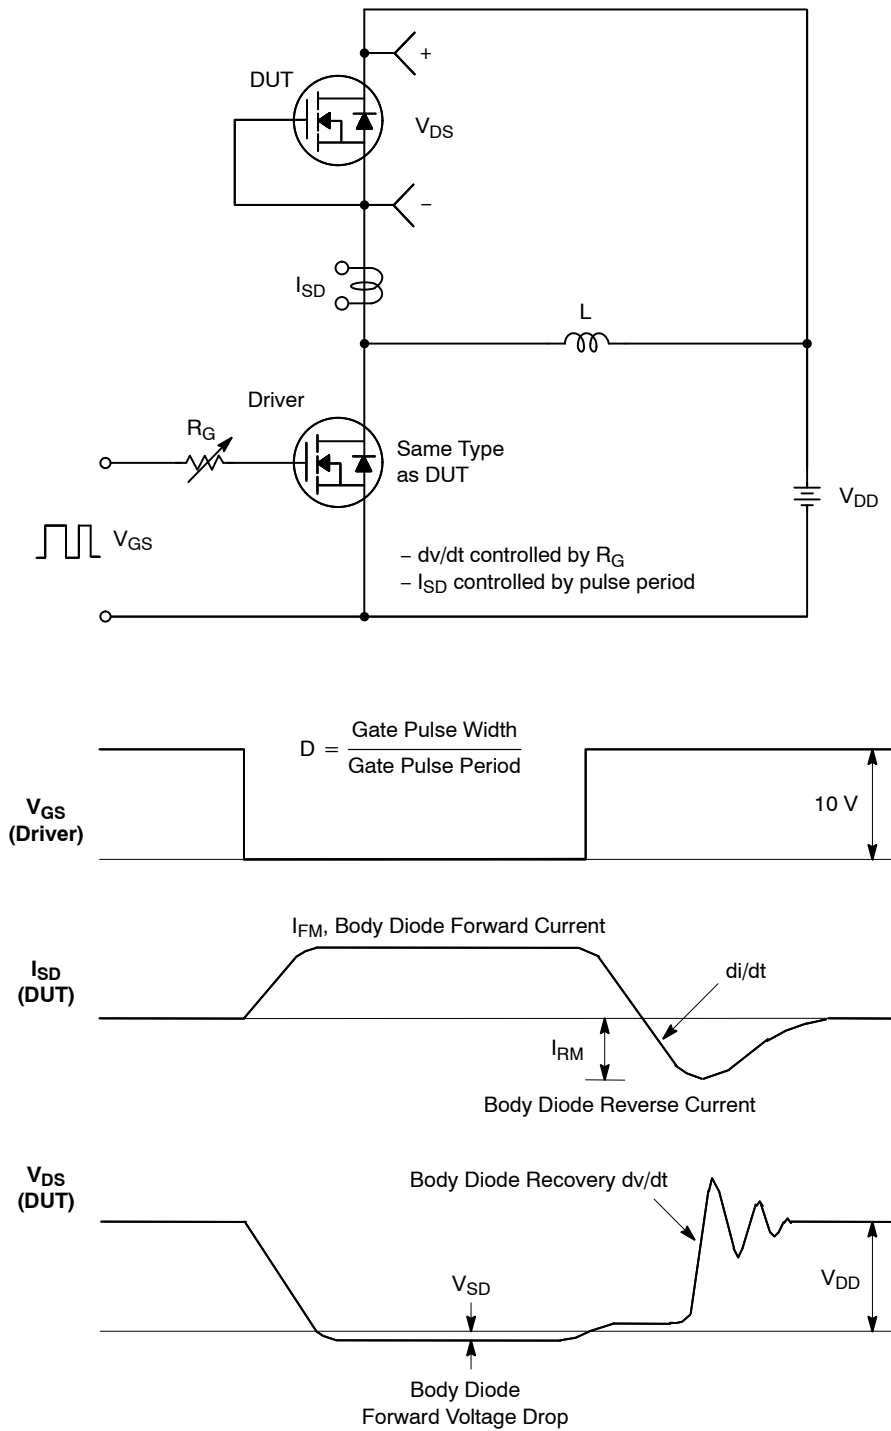 +
DUT
V_DS
−
I_SD
L
Driver
R_G
Same Type
as DUT
V_DD
V_GS
− dv/dt controlled by R_G
− I_SD controlled by pulse period
D = Gate Pulse Width
Gate Pulse Period
V_GS
(Driver)
10 V
I_FM, Body Diode Forward Current
I_SD
(DUT)
di/dt
I_RM
Body Diode Reverse Current
V_DS
(DUT)
Body Diode Recovery dv/dt
V_SD
V_DD
Body Diode
Forward Voltage Drop